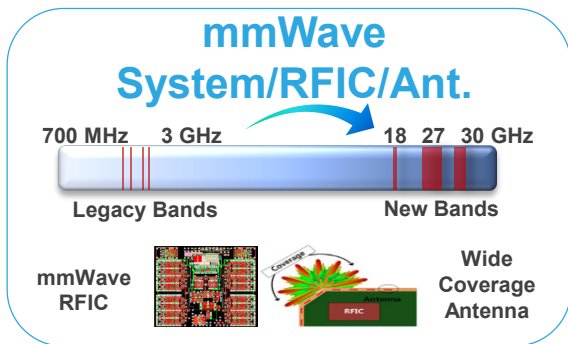 mmWave
System/RFIC/Ant.
700 MHz 3 GHz 18 27 30 GHz
Legacy Bands New Bands
mmWave
RFIC
Coverage
Antenna
RFIC
Wide
Coverage
Antenna